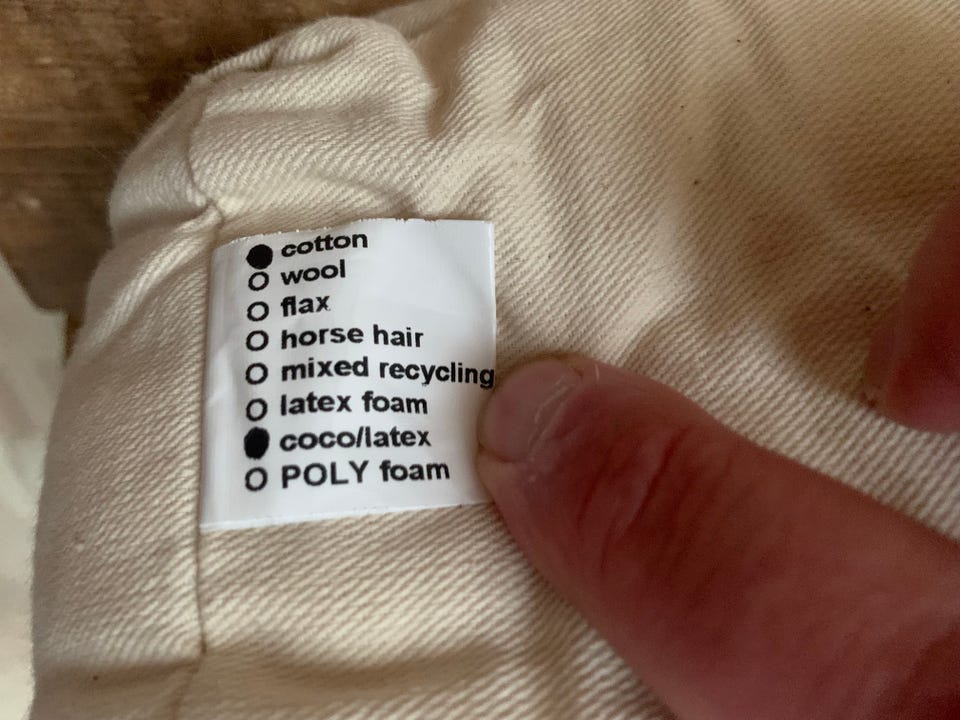 cotton
wool
flax
horse hair
mixed recycling
latex foam
coco/latex
POLY foam